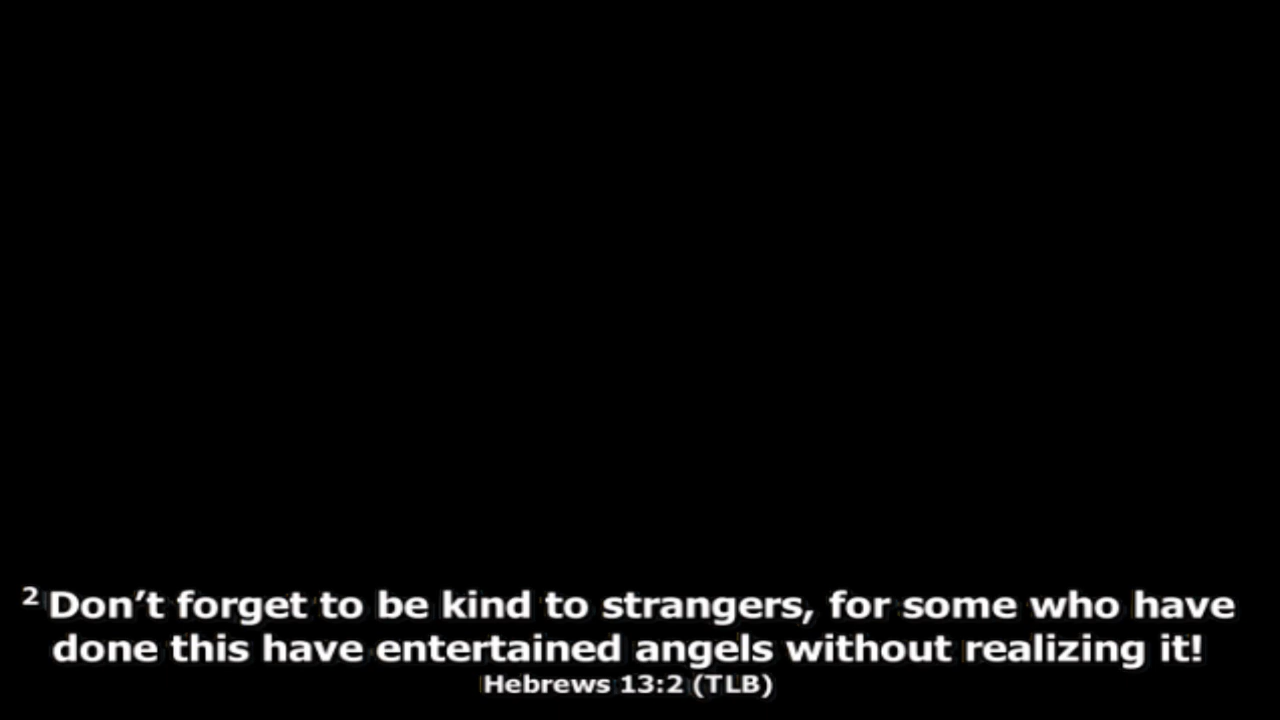 ² Don’t forget to be kind to strangers, for some who have
done this have entertained angels without realizing it!
Hebrews 13:2 (TLB)